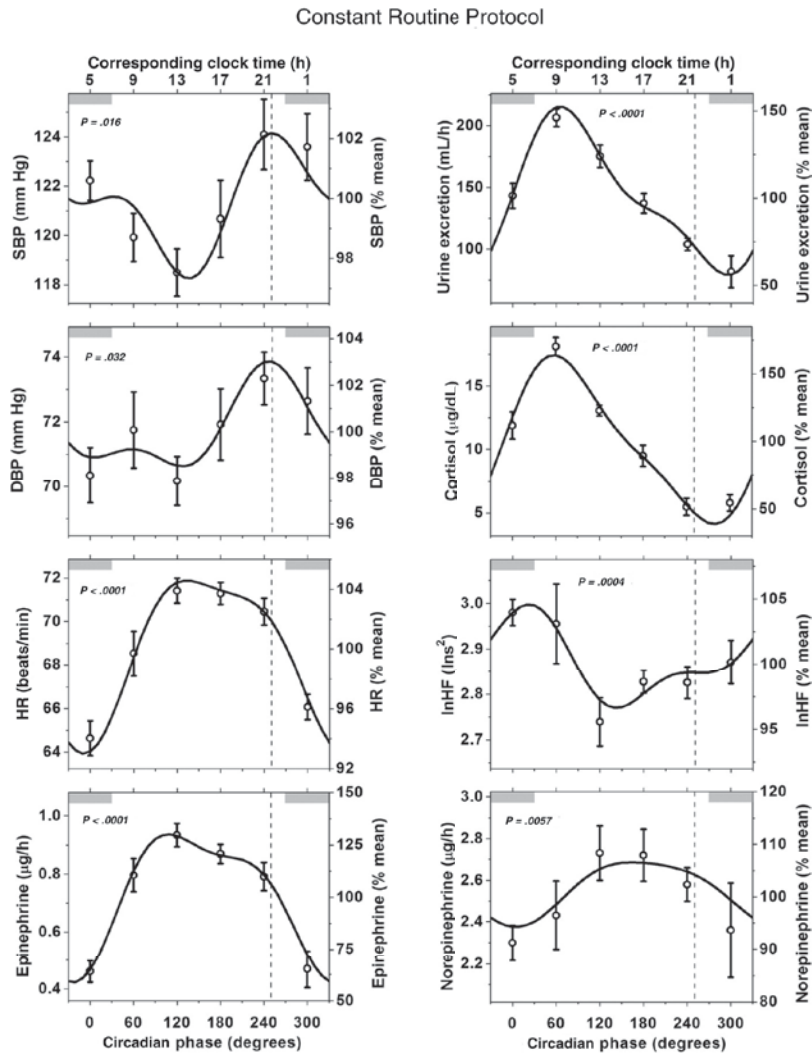 Constant Routine Protocol
Corresponding clock time (h)
5 9 13 17 21 1
SBP (mm Hg)
124
122
120
118
P = .016
102
100
98
SBP (% mean)
Corresponding clock time (h)
5 9 13 17 21 1
Urine excretion (mL/h)
200
150
100
P < .0001
150
100
50
Urine excretion (% mean)
DBP (mm Hg)
74
72
70
P = .032
104
102
100
98
96
DBP (% mean)
Cortisol (µg/dL)
15
10
5
P < .0001
150
100
50
Cortisol (% mean)
HR (beats/min)
72
70
68
66
64
P < .0001
104
100
96
92
HR (% mean)
lnHF (lns²)
3.0
2.9
2.8
2.7
P = .0004
105
100
95
lnHF (% mean)
Epinephrine (µg/h)
1.0
0.8
0.6
0.4
P < .0001
150
125
100
75
50
Epinephrine (% mean)
0 60 120 180 240 300
Circadian phase (degrees)
Norepinephrine (µg/h)
3.0
2.8
2.6
2.4
2.2
P = .0057
120
110
100
90
80
Norepinephrine (% mean)
0 60 120 180 240 300
Circadian phase (degrees)